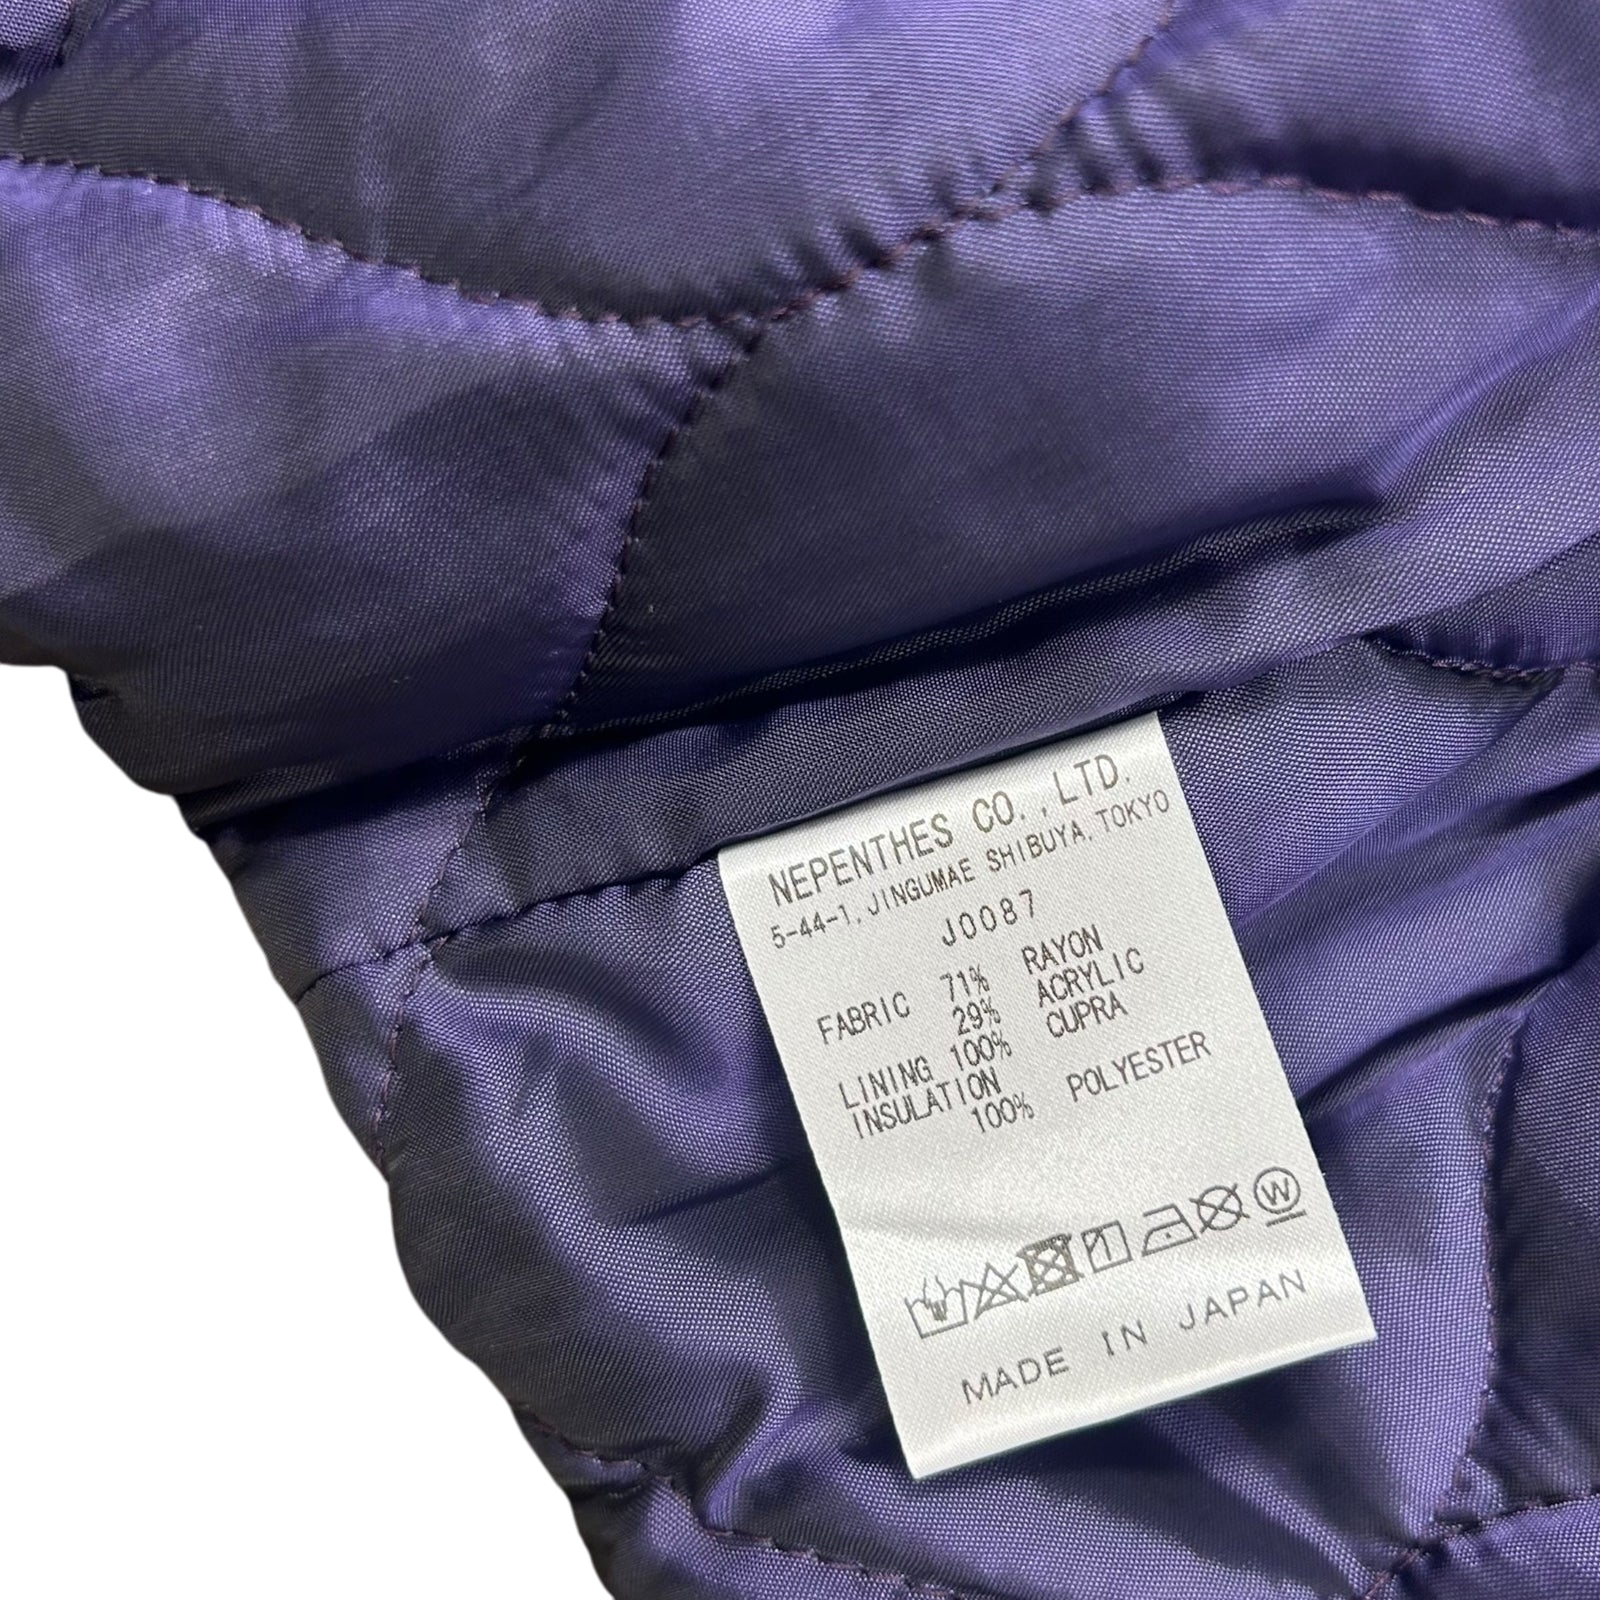 NEPENTHES CO.,LTD.
5-44-1, JINGUMAE SHIBUYA, TOKYO
J0087
FABRIC 71% RAYON
29% ACRYLIC
LINING 100% CUPRA
INSULATION
100% POLYESTER
W
MADE IN JAPAN